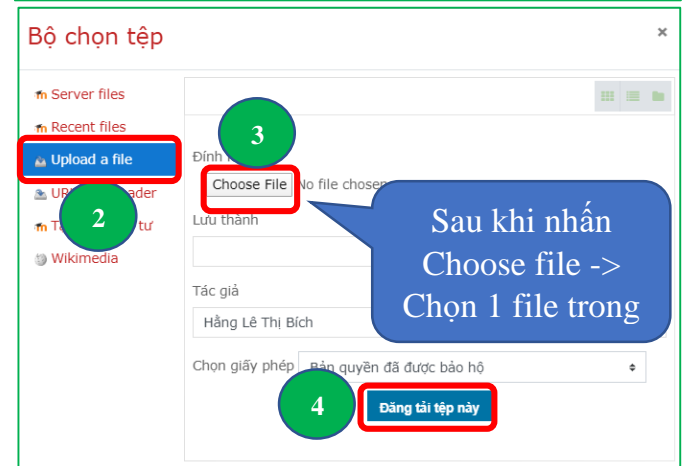 Bộ chọn tệp ×
Server files
Recent files
Upload a file
2
Wikimedia
3
Choose File No file chosen
Lưu thành
Tác giả
Hằng Lê Thị Bích
Chọn giấy phép Bản quyền đã được bảo hộ
4
Đăng tải tệp này
Sau khi nhấn
Choose file ->
Chọn 1 file trong